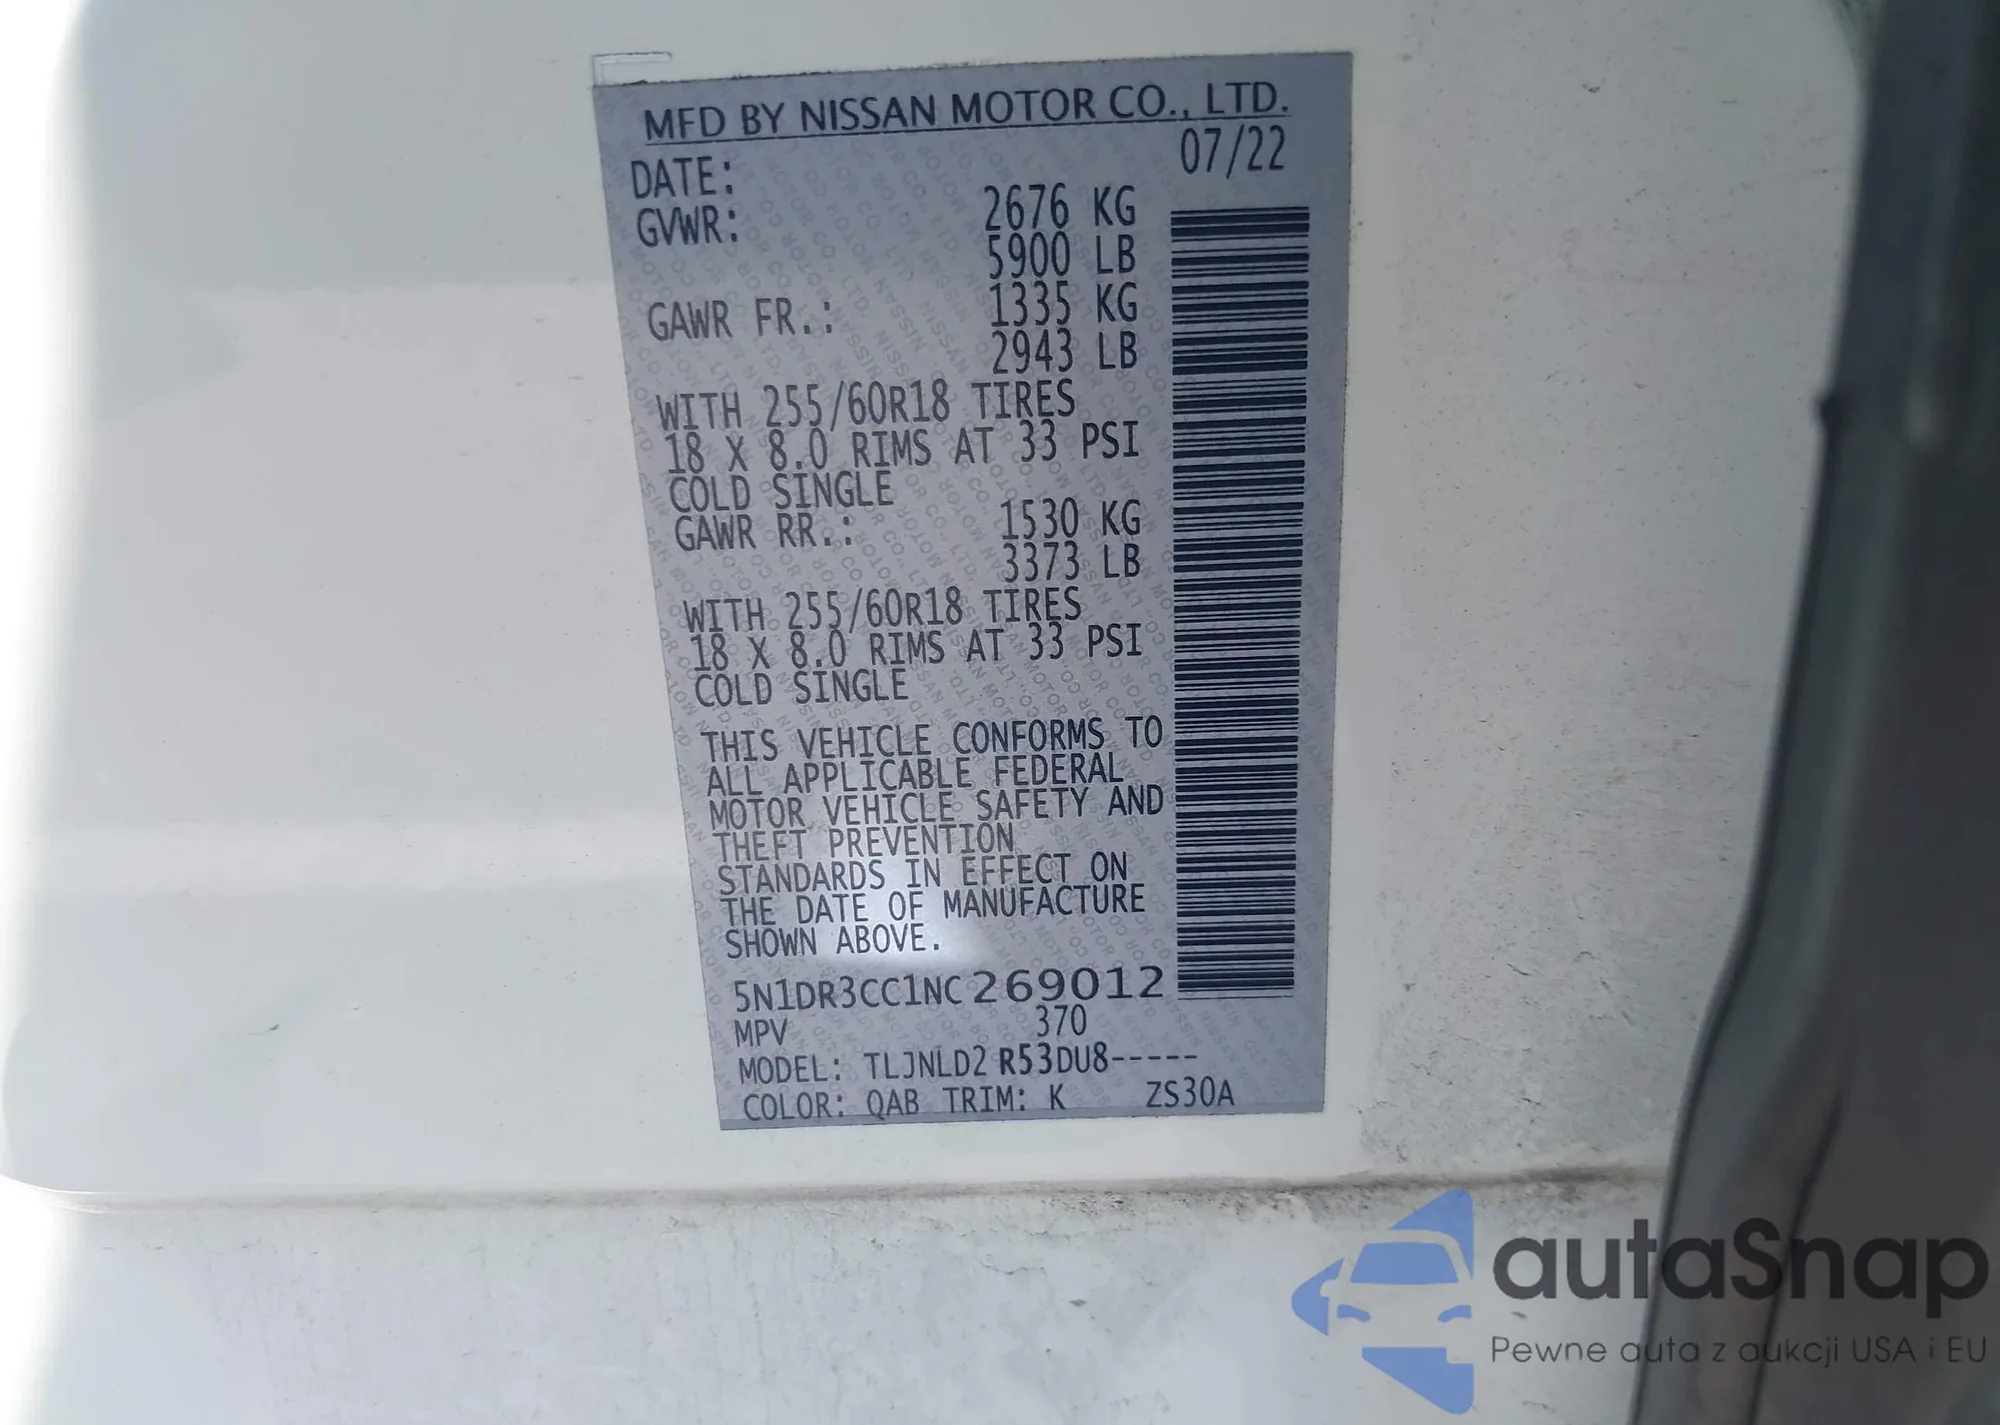 MFD BY NISSAN MOTOR CO., LTD.
DATE: 07/22
GVWR: 2676 KG
5900 LB
GAWR FR.: 1335 KG
2943 LB
WITH 255/60R18 TIRES
18 X 8.0 RIMS AT 33 PSI
COLD SINGLE
GAWR RR.: 1530 KG
3373 LB
WITH 255/60R18 TIRES
18 X 8.0 RIMS AT 33 PSI
COLD SINGLE
THIS VEHICLE CONFORMS TO
ALL APPLICABLE FEDERAL
MOTOR VEHICLE SAFETY AND
THEFT PREVENTION
STANDARDS IN EFFECT ON
THE DATE OF MANUFACTURE
SHOWN ABOVE.
5N1DR3CC1NC269012
MPV 370
MODEL: TLJNLD2 R53DU8-----
COLOR: QAB TRIM: K ZS30A
autaSnap
Pewne auta z aukcji USA i EU